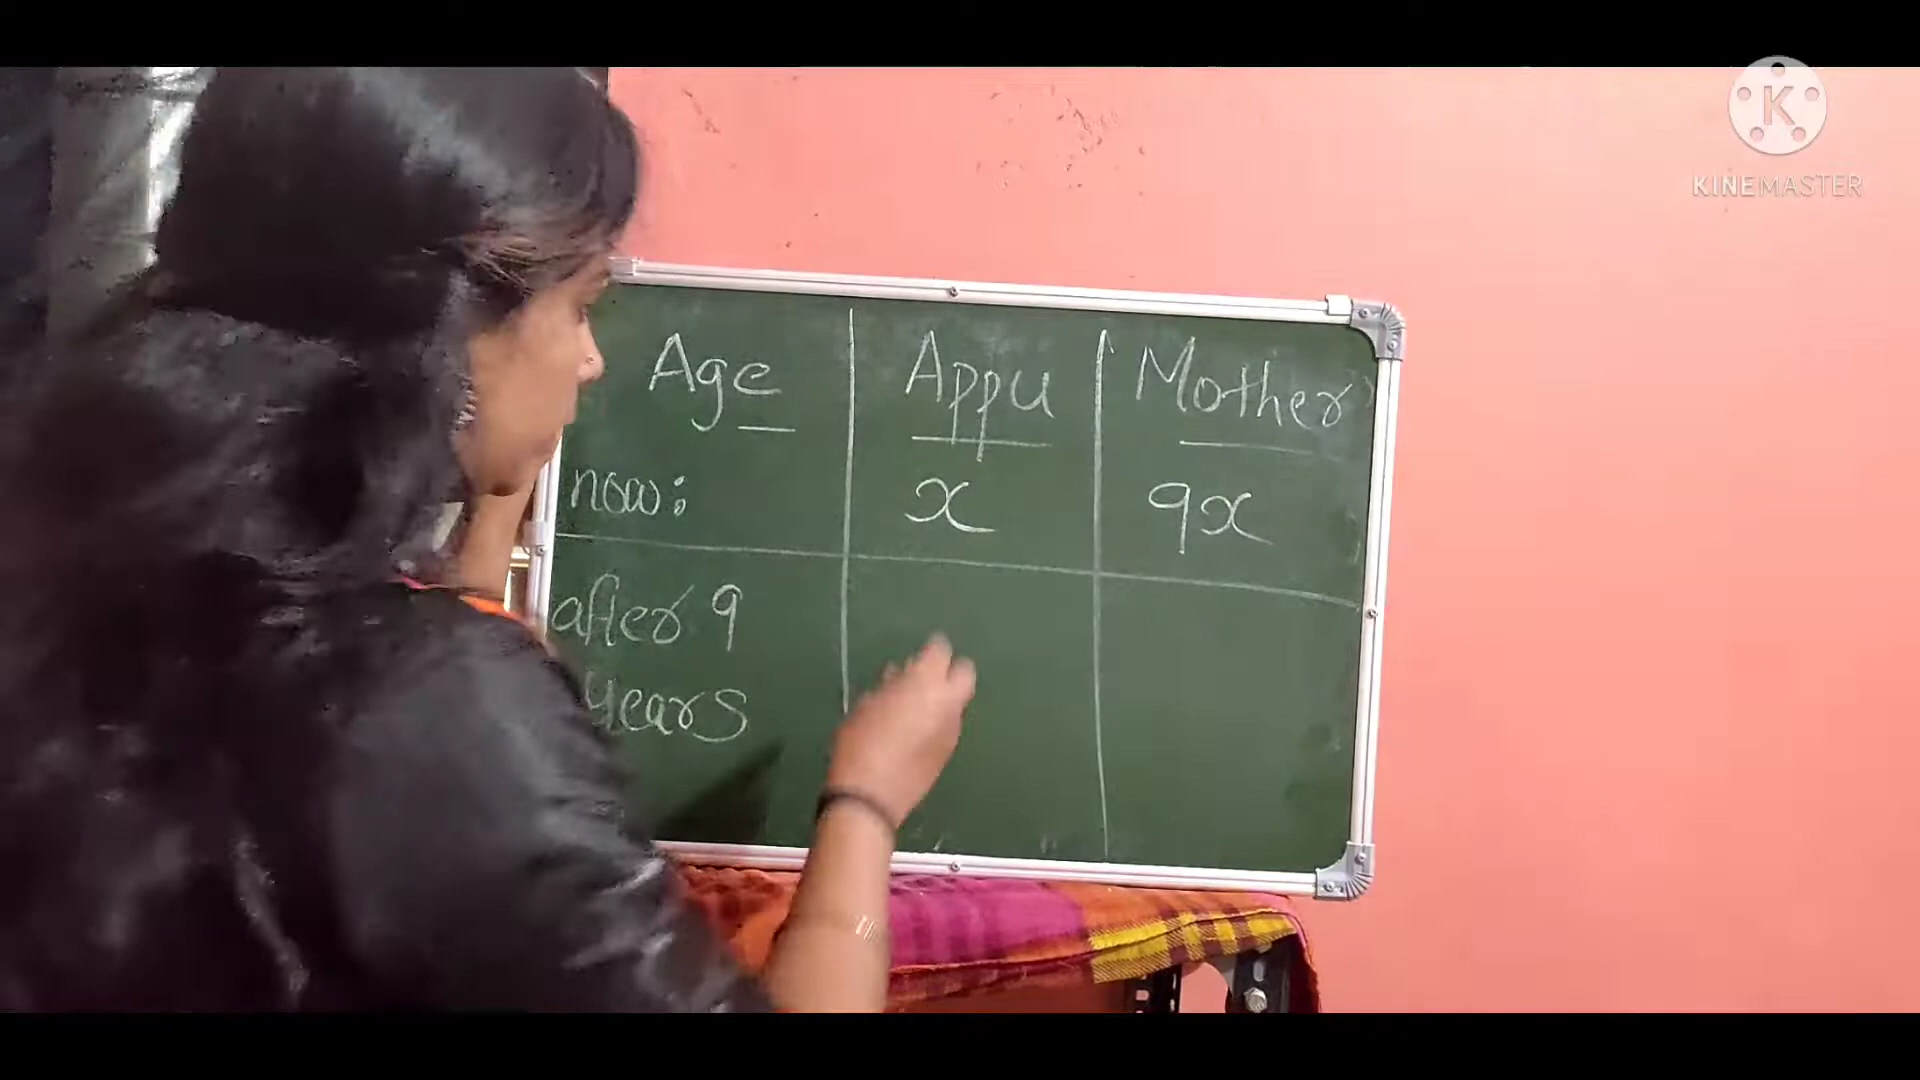 K
KINEMASTER
Age Appu Mother
now: x 9x
after 9
years